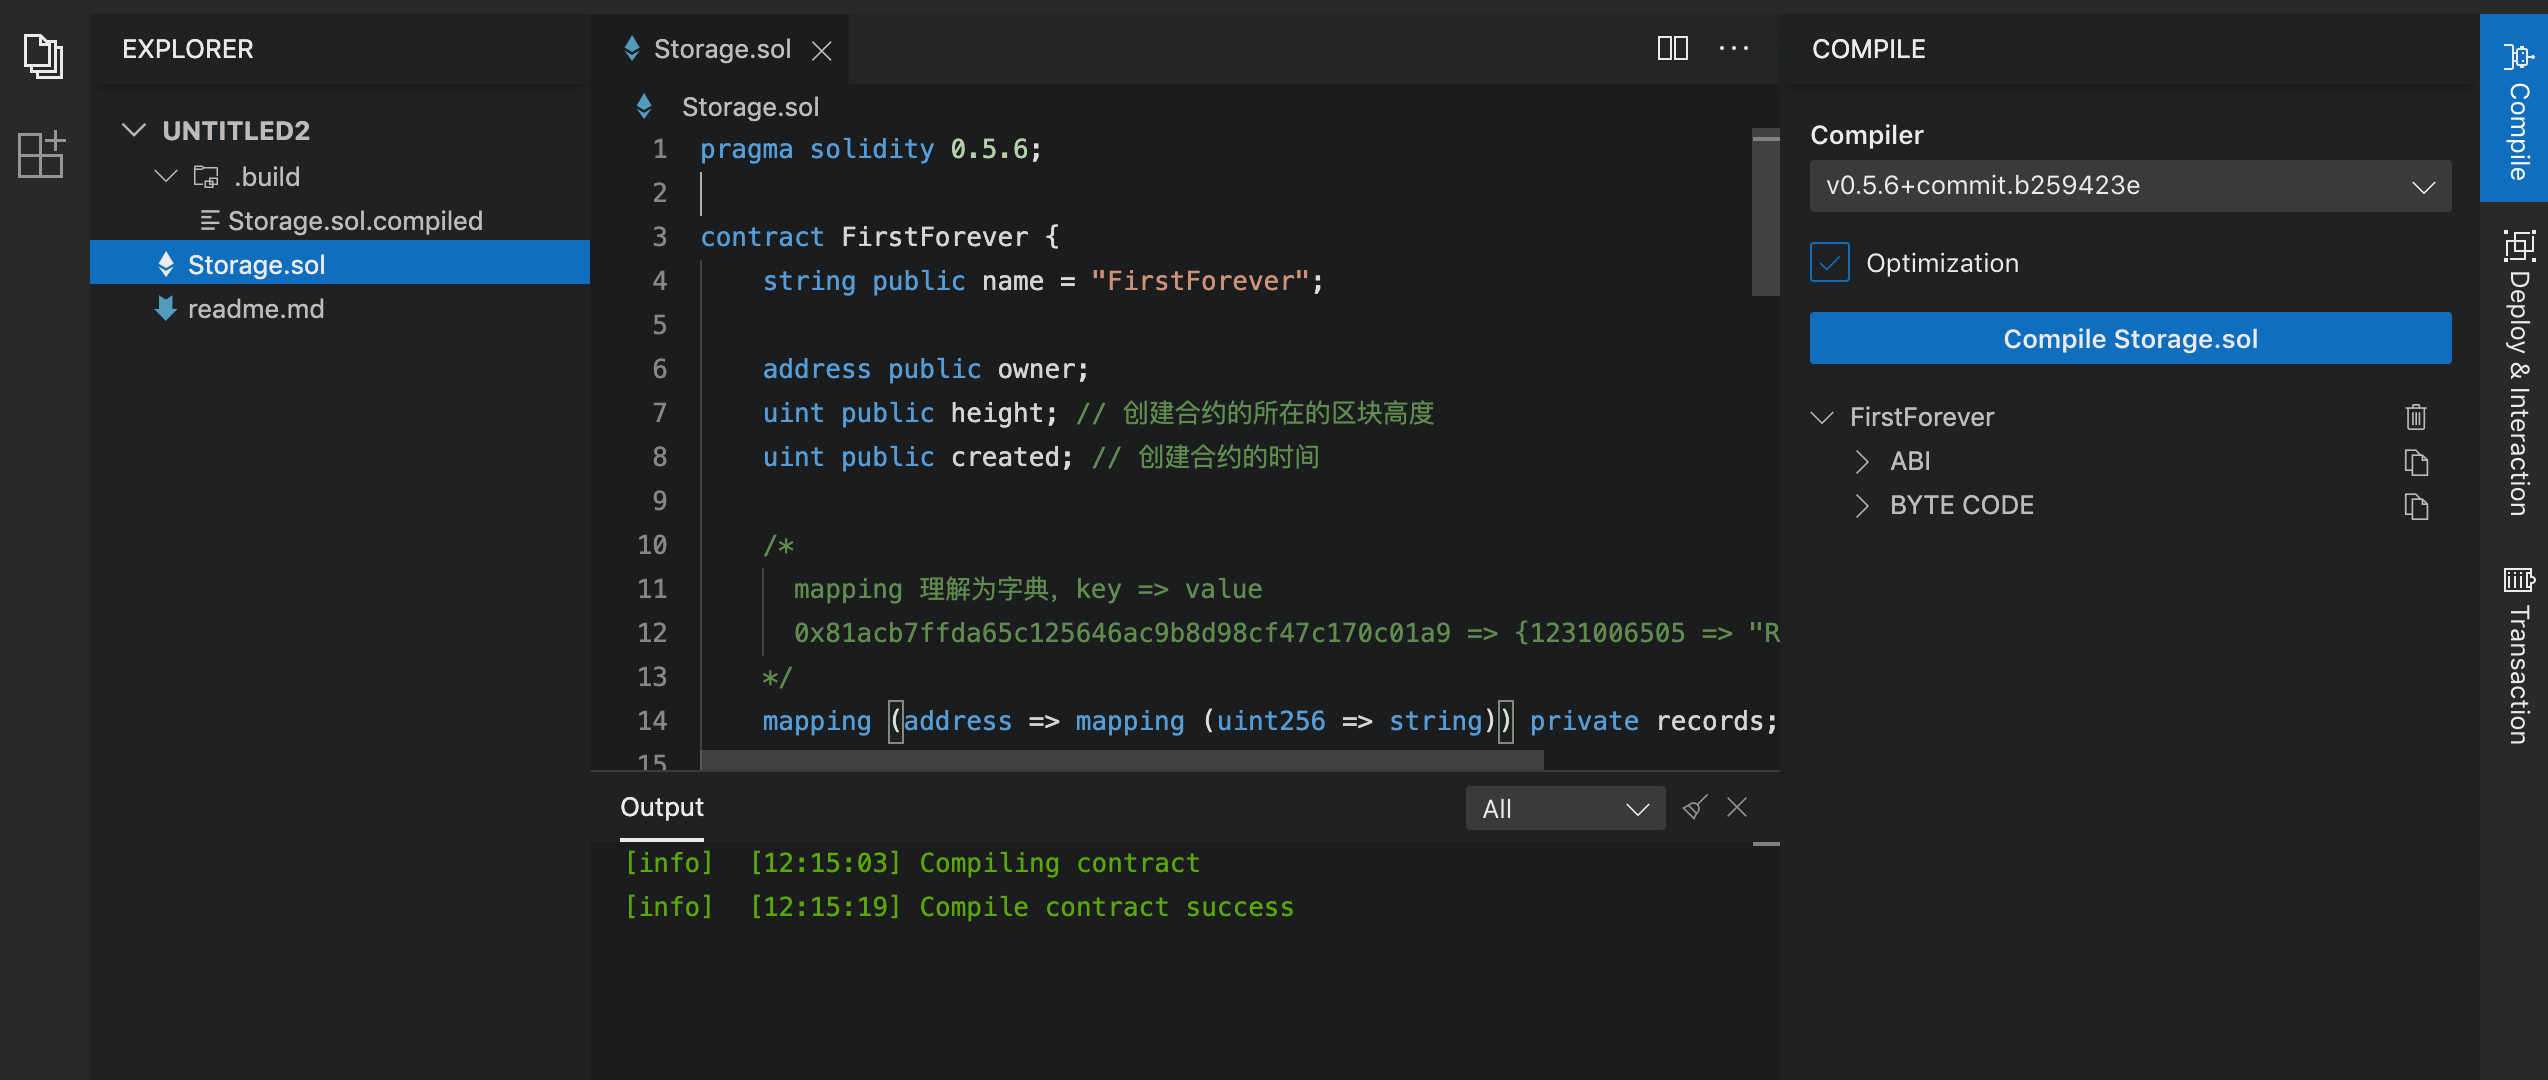 EXPLORER
UNTITLED2
.build
Storage.sol.compiled
Storage.sol
readme.md
Storage.sol
Storage.sol
1 pragma solidity 0.5.6;
2
3 contract FirstForever {
4 string public name = "FirstForever";
5
6 address public owner;
7 uint public height; // 创建合约的所在的区块高度
8 uint public created; // 创建合约的时间
9
10 /*
11 mapping 理解为字典，key => value
12 0x81acb7ffda65c125646ac9b8d98cf47c170c01a9 => {1231006505 => "R
13 */
14 mapping (address => mapping (uint256 => string)) private records;
15
Output
All
[info] [12:15:03] Compiling contract
[info] [12:15:19] Compile contract success
COMPILE
Compiler
v0.5.6+commit.b259423e
Optimization
Compile Storage.sol
FirstForever
ABI
BYTE CODE
Compile
Deploy & Interaction
Transaction